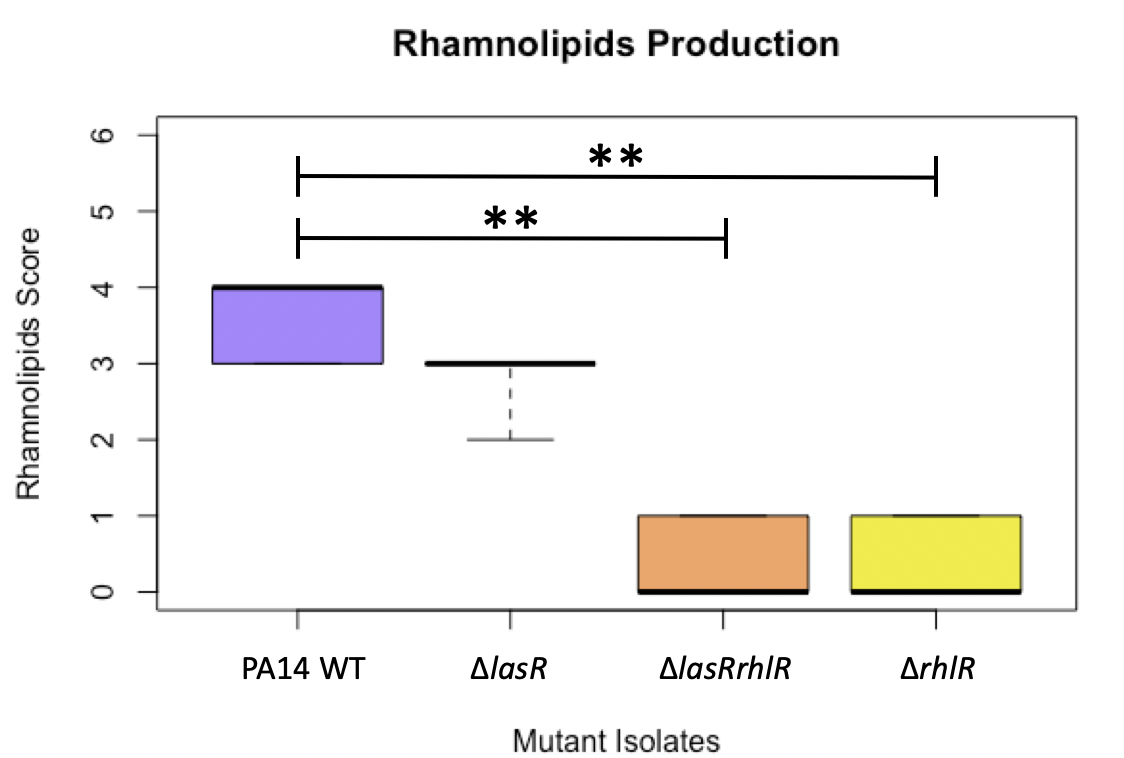 Rhamnolipids Production
Rhamnolipids Score
6
5
4
3
2
1
0
**
**
PA14 WT ΔlasR ΔlasRrhlR ΔrhlR
Mutant Isolates